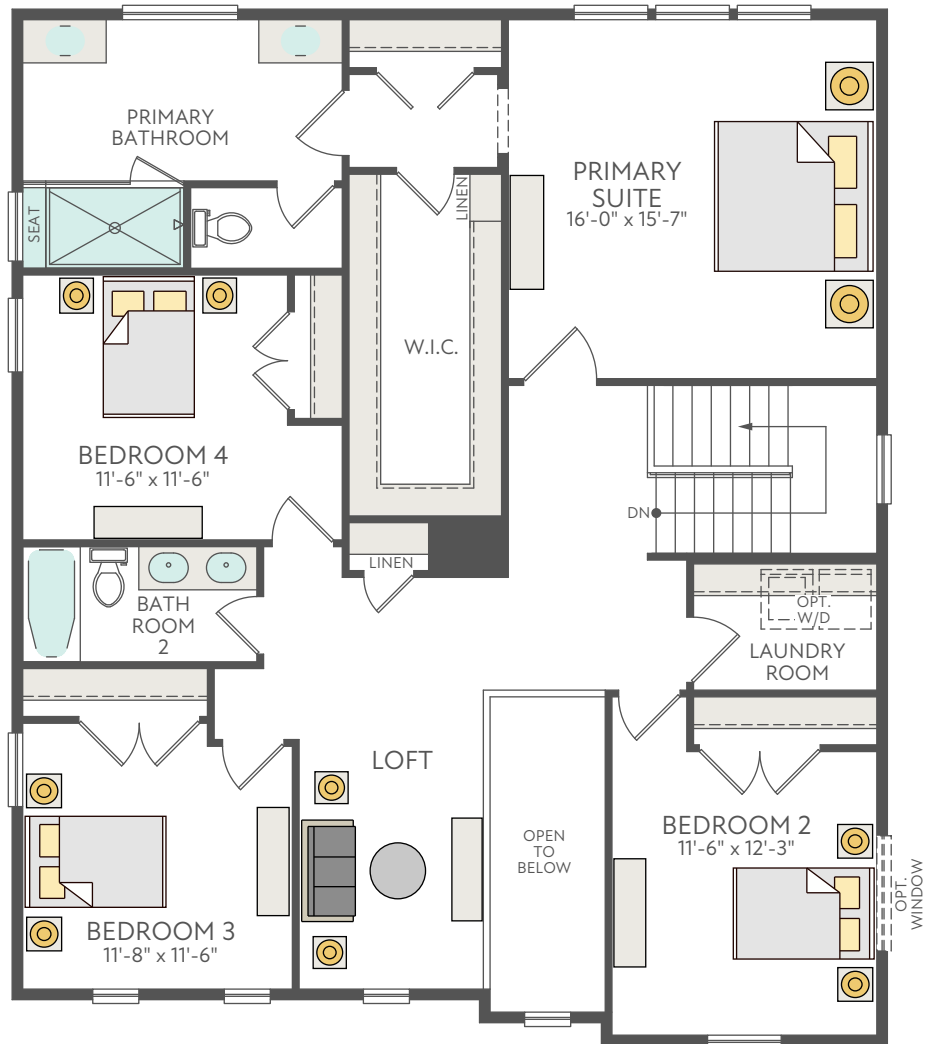 PRIMARY
BATHROOM
SEAT
LINEN
PRIMARY
SUITE
16'-0" x 15'-7"
W.I.C.
BEDROOM 4
11'-6" x 11'-6"
DN
LINEN
BATH
ROOM
2
OPT.
W/D
LAUNDRY
ROOM
LOFT
OPEN
TO
BELOW
BEDROOM 2
11'-6" x 12'-3"
OPT.
WINDOW
BEDROOM 3
11'-8" x 11'-6"